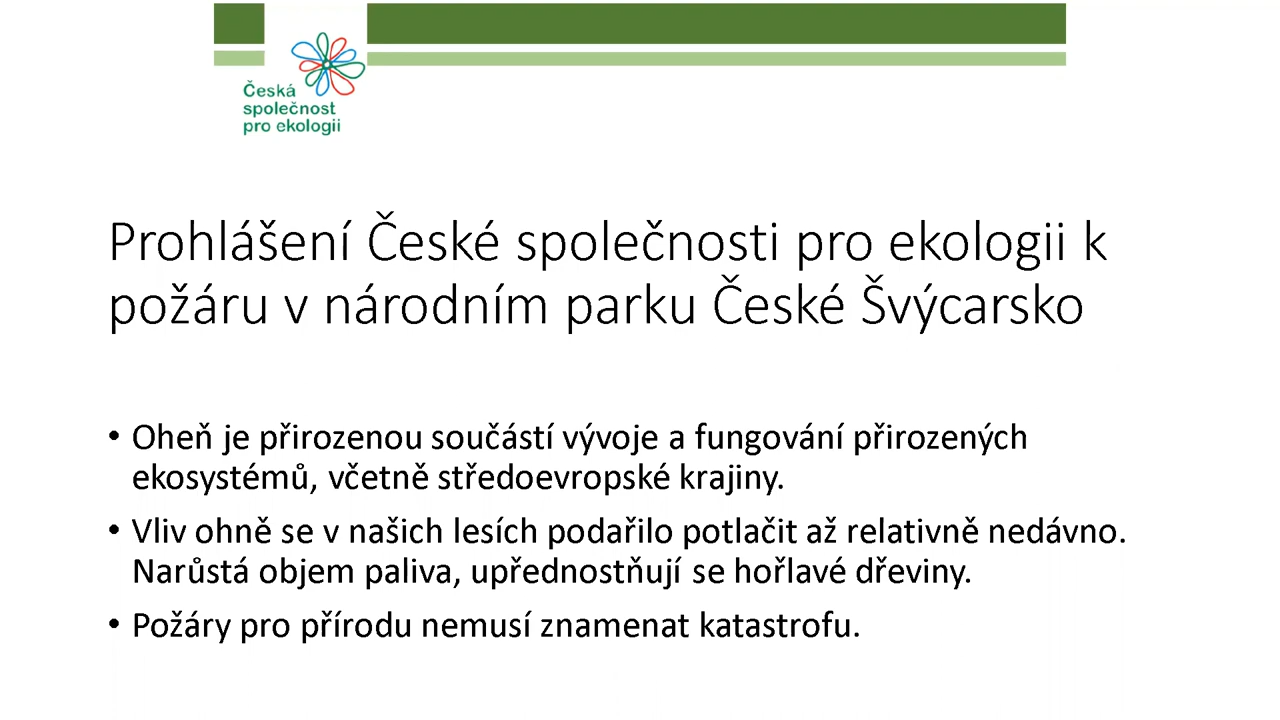 Česká
společnost
pro ekologii
Prohlášení České společnosti pro ekologii k
požáru v národním parku České Švýcarsko
• Oheň je přirozenou součástí vývoje a fungování přirozených
ekosystémů, včetně středoevropské krajiny.
• Vliv ohně se v našich lesích podařilo potlačit až relativně nedávno.
Narůstá objem paliva, upřednostňují se hořlavé dřeviny.
• Požáry pro přírodu nemusí znamenat katastrofu.